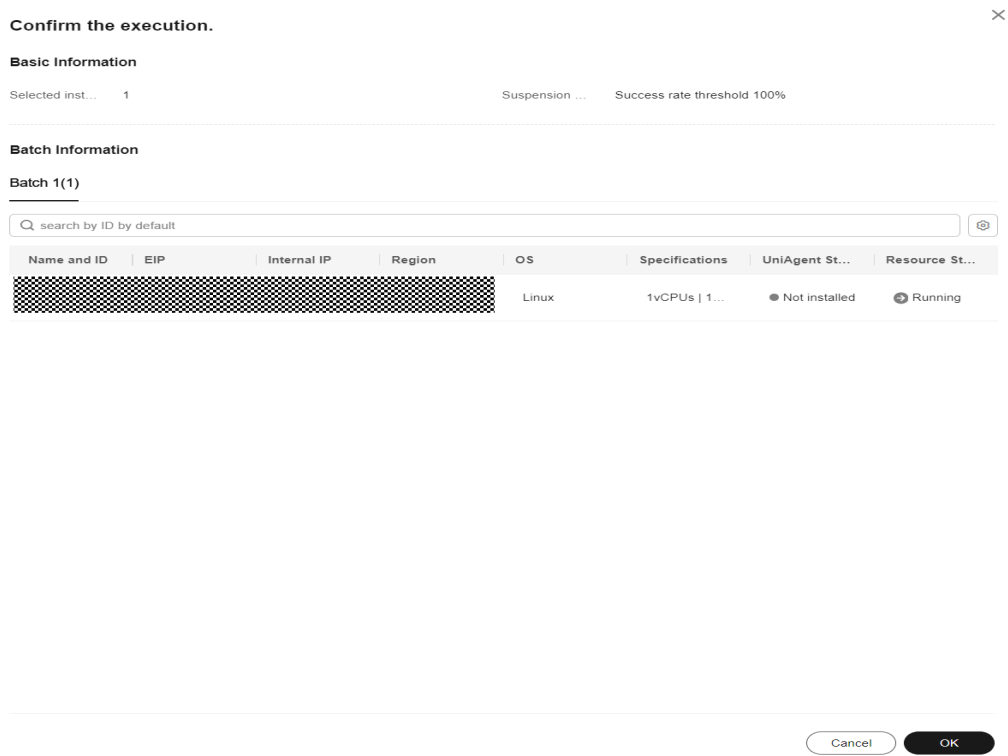 Confirm the execution.
Basic Information
Selected inst... 1 Suspension ... Success rate threshold 100%
Batch Information
Batch 1(1)
search by ID by default
Name and ID EIP Internal IP Region OS Specifications UniAgent St... Resource St...
Linux 1vCPUs | 1... Not installed Running
Cancel OK